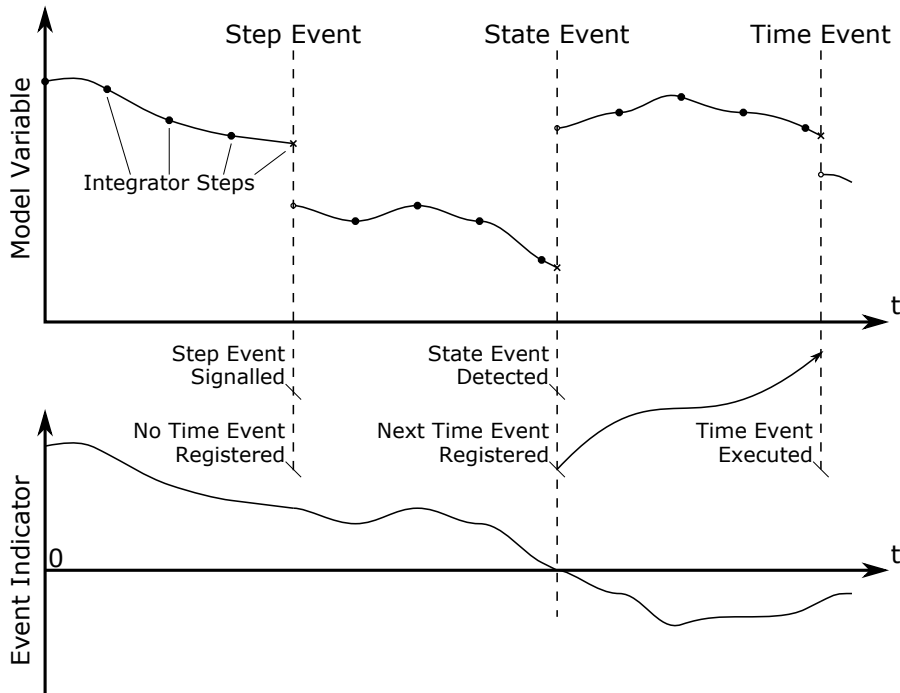 Step Event
State Event
Time Event
Model Variable
Integrator Steps
t
Step Event
Signalled
State Event
Detected
No Time Event
Registered
Next Time Event
Registered
Time Event
Executed
Event Indicator
0
t